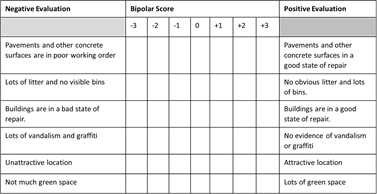 Negative Evaluation Bipolar Score Positive Evaluation
-3 -2 -1 0 +1 +2 +3
Pavements and other concrete
surfaces are in poor working order
Pavements and other
concrete surfaces in a
good state of repair
Lots of litter and no visible bins
No obvious litter and lots
of bins.
Buildings are in a bad state of
repair.
Buildings are in a good
state of repair.
Lots of vandalism and graffiti
No evidence of vandalism
or graffiti
Unattractive location
Attractive location
Not much green space
Lots of green space